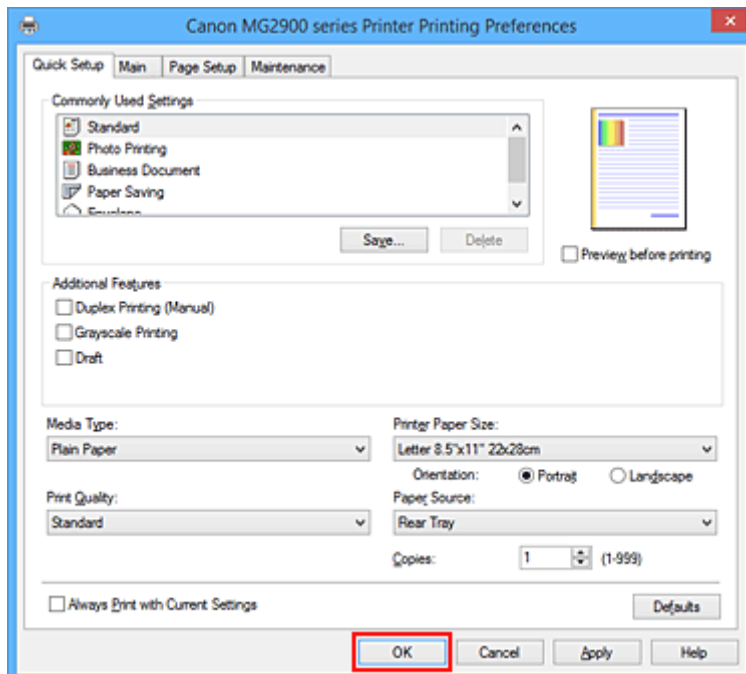 Canon MG2900 series Printer Printing Preferences
Quick Setup Main Page Setup Maintenance
Commonly Used Settings
Standard
Photo Printing
Business Document
Paper Saving
Envelope
Save... Delete
Preview before printing
Additional Features
Duplex Printing (Manual)
Grayscale Printing
Draft
Media Type:
Plain Paper
Printer Paper Size:
Letter 8.5"x11" 22x28cm
Orientation: Portrait Landscape
Print Quality:
Standard
Paper Source:
Rear Tray
Copies: 1 (1-999)
Always Print with Current Settings
Defaults
OK Cancel Apply Help